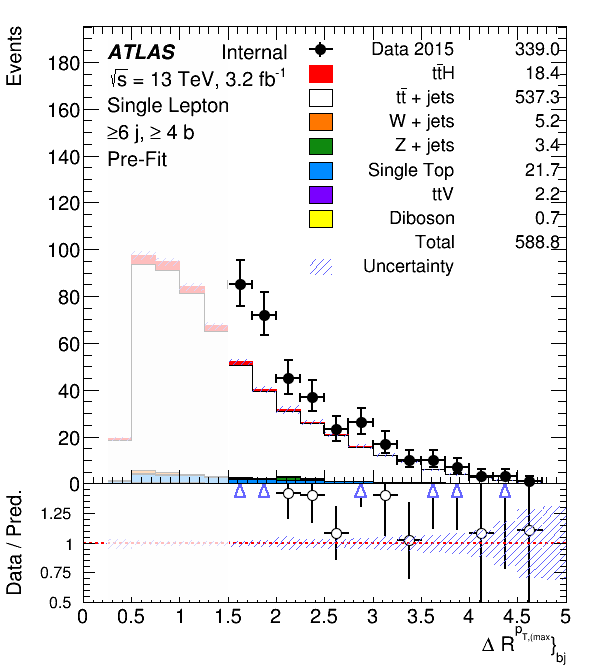 Events
180
160
140
120
100
80
60
40
20
0
ATLAS Internal
√s = 13 TeV, 3.2 fb⁻¹
Single Lepton
≥6 j, ≥ 4 b
Pre-Fit
Data 2015 339.0
tt̄H 18.4
tt̄ + jets 537.3
W + jets 5.2
Z + jets 3.4
Single Top 21.7
ttV 2.2
Diboson 0.7
Total 588.8
Uncertainty
Data / Pred.
1.25
1
0.75
0.5
0 0.5 1 1.5 2 2.5 3 3.5 4 4.5 5
Δ R^{p_{T,(max}}}_{bj}